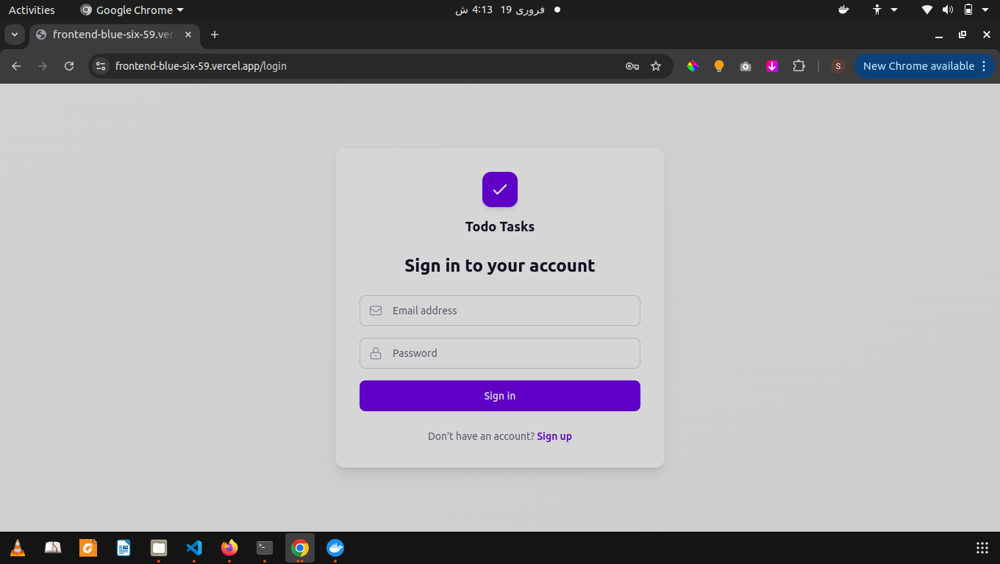 Activities
Google Chrome
فروری 19  4:13 ش
frontend-blue-six-59.ver
frontend-blue-six-59.vercel.app/login
S
New Chrome available
Todo Tasks
Sign in to your account
Email address
Password
Sign in
Don't have an account? Sign up